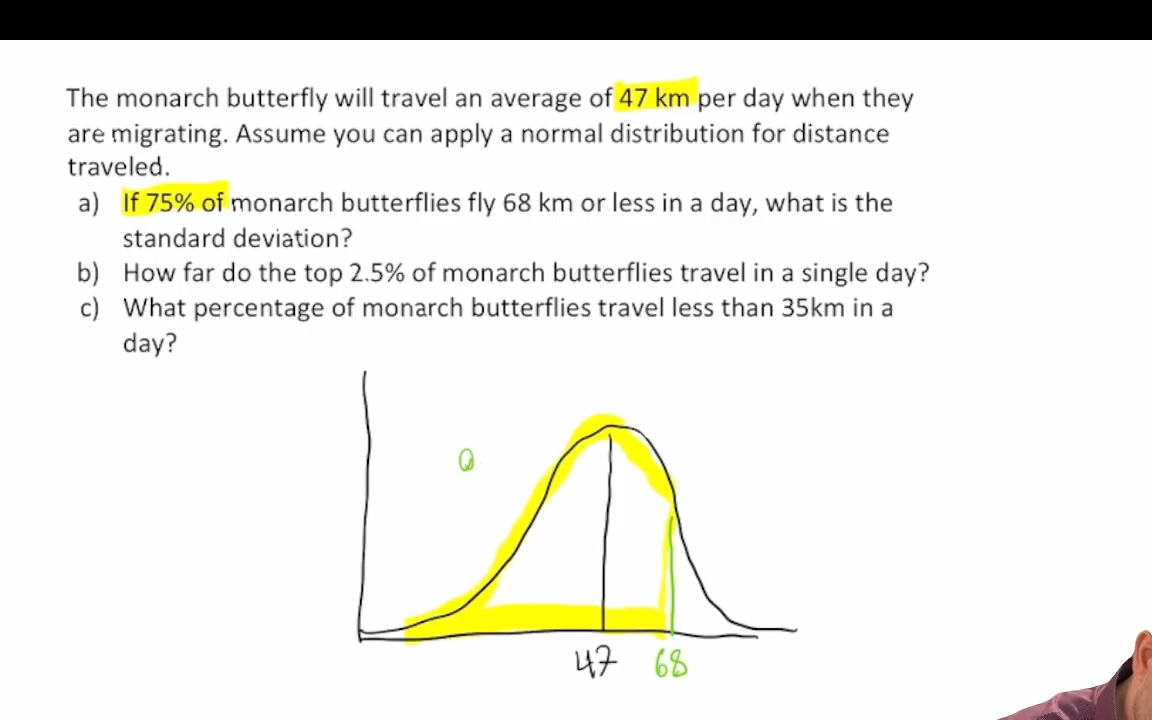 The monarch butterfly will travel an average of 47 km per day when they
are migrating. Assume you can apply a normal distribution for distance
traveled.
a) If 75% of monarch butterflies fly 68 km or less in a day, what is the
standard deviation?
b) How far do the top 2.5% of monarch butterflies travel in a single day?
c) What percentage of monarch butterflies travel less than 35km in a
day?
0
47 68